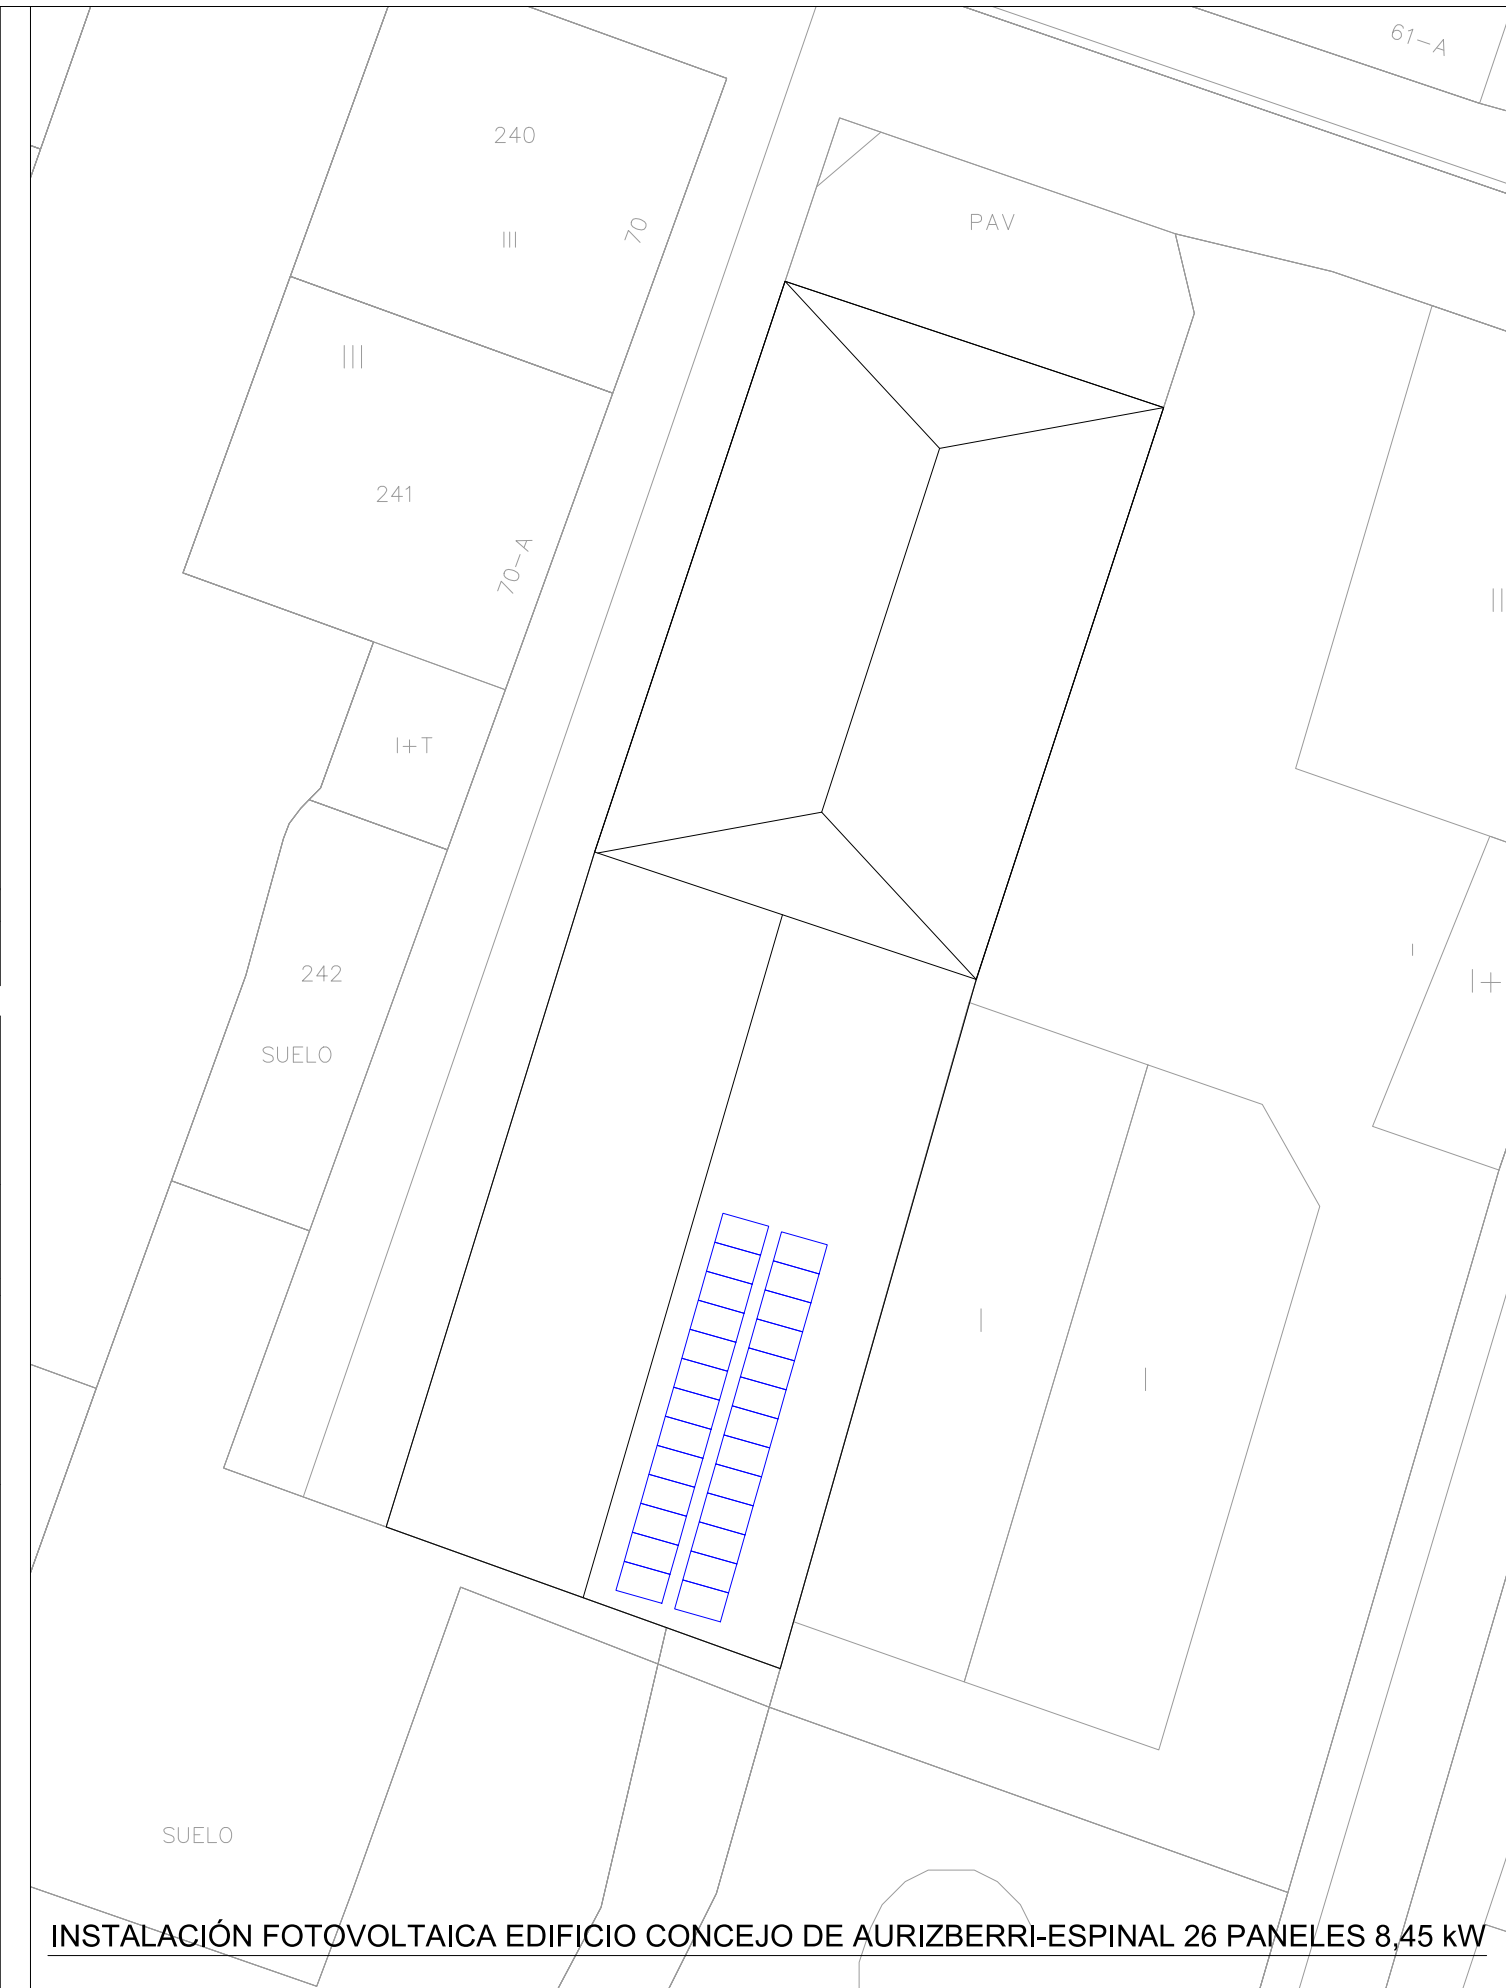 61-A
240
PAV
III
70
III
241
70-A
II
I+T
I
242
I+
SUELO
I
I
SUELO
INSTALACIÓN FOTOVOLTAICA EDIFICIO CONCEJO DE AURIZBERRI-ESPINAL 26 PANELES 8,45 kW